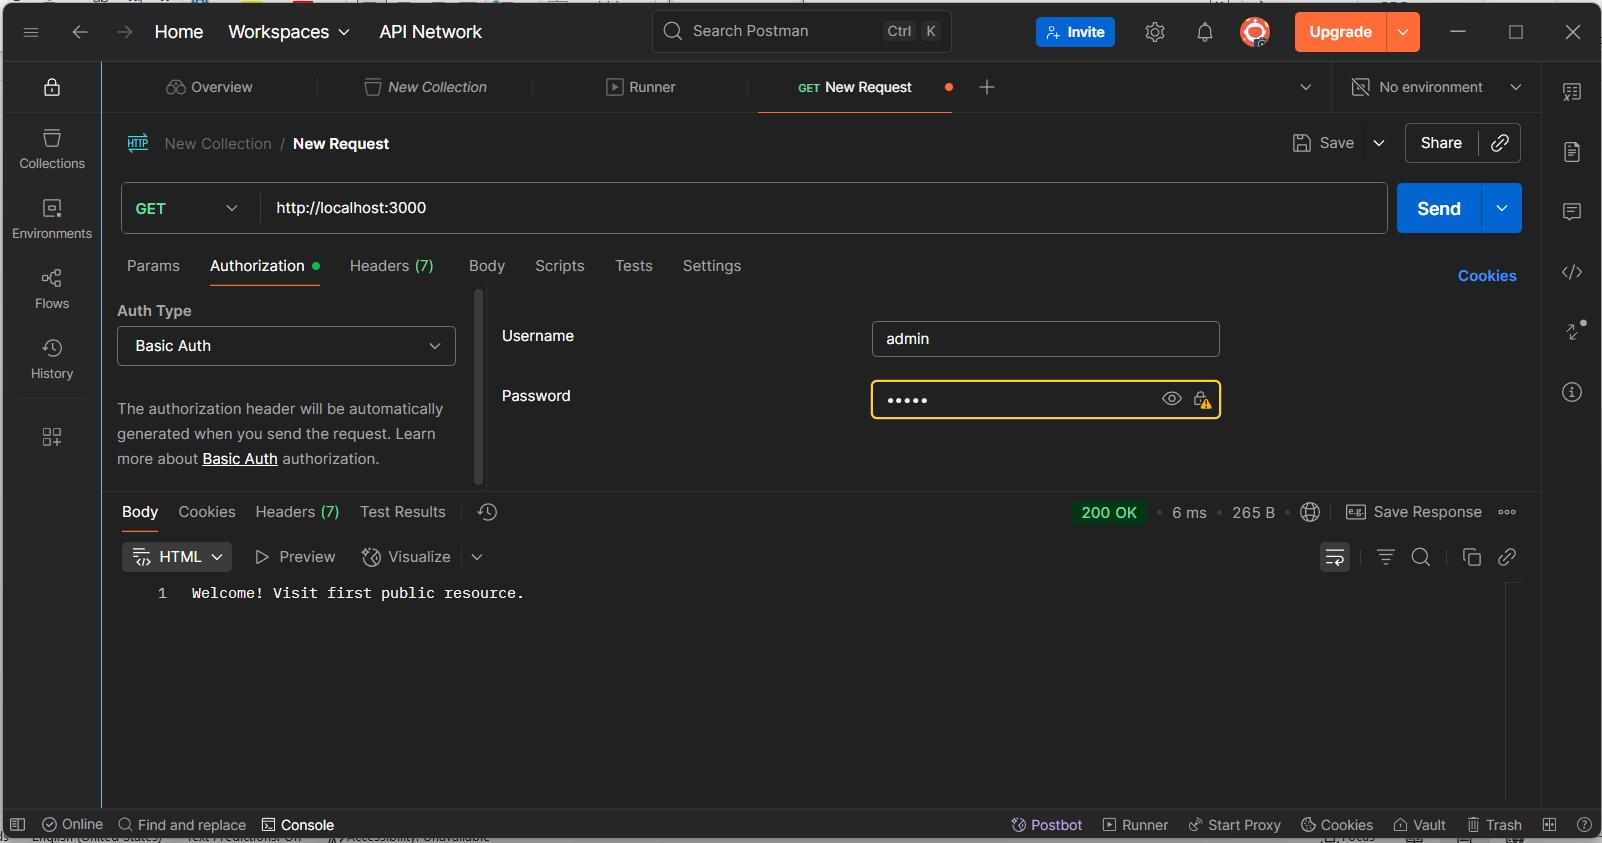 Home Workspaces API Network Search Postman Ctrl K Invite Upgrade
Overview New Collection Runner GET New Request No environment
HTTP New Collection / New Request Save Share
Collections
Environments
Flows
History
GET http://localhost:3000 Send
Params Authorization Headers (7) Body Scripts Tests Settings Cookies
Auth Type
Basic Auth
The authorization header will be automatically
generated when you send the request. Learn
more about Basic Auth authorization.
Username admin
Password •••••
Body Cookies Headers (7) Test Results 200 OK • 6 ms • 265 B • e.g. Save Response
HTML Preview Visualize
1 Welcome! Visit first public resource.
Online Find and replace Console Postbot Runner Start Proxy Cookies Vault Trash